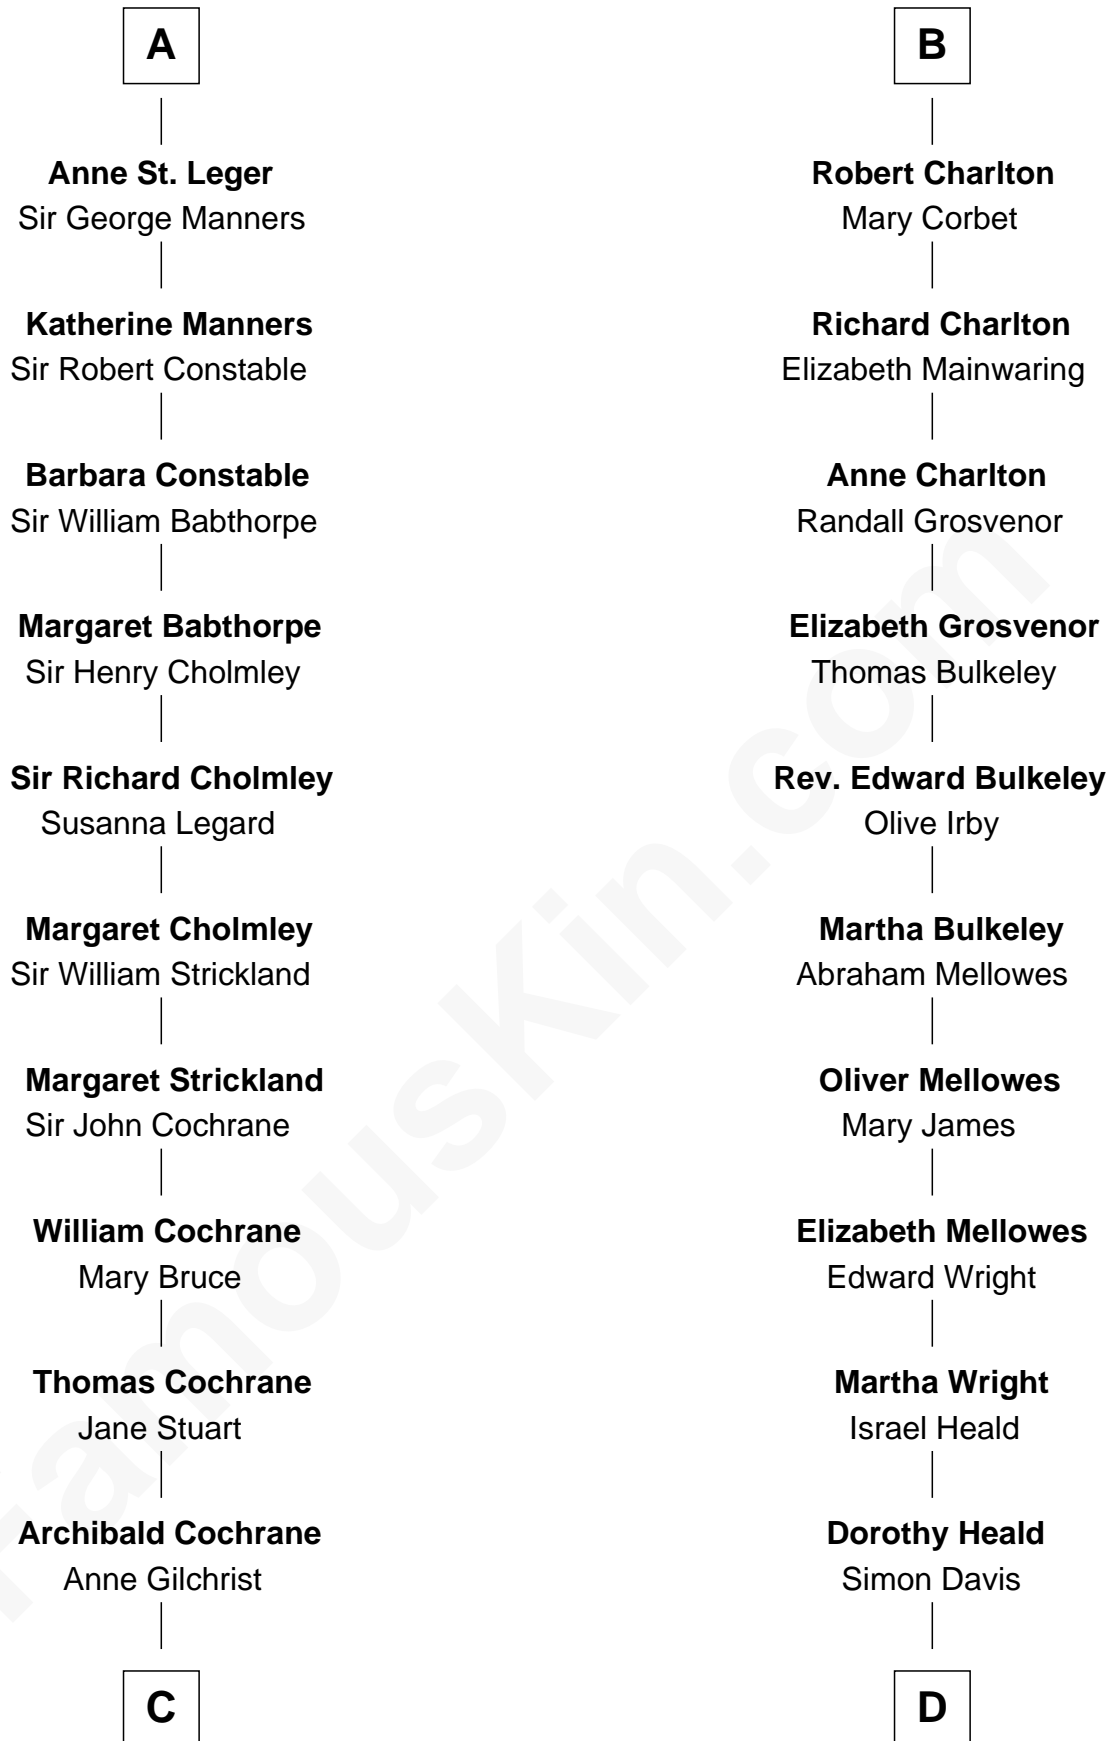 A
Anne St. Leger
Sir George Manners
Katherine Manners
Sir Robert Constable
Barbara Constable
Sir William Babthorpe
Margaret Babthorpe
Sir Henry Cholmley
Sir Richard Cholmley
Susanna Legard
Margaret Cholmley
Sir William Strickland
Margaret Strickland
Sir John Cochrane
William Cochrane
Mary Bruce
Thomas Cochrane
Jane Stuart
Archibald Cochrane
Anne Gilchrist
C
B
Robert Charlton
Mary Corbet
Richard Charlton
Elizabeth Mainwaring
Anne Charlton
Randall Grosvenor
Elizabeth Grosvenor
Thomas Bulkeley
Rev. Edward Bulkeley
Olive Irby
Martha Bulkeley
Abraham Mellowes
Oliver Mellowes
Mary James
Elizabeth Mellowes
Edward Wright
Martha Wright
Israel Heald
Dorothy Heald
Simon Davis
D
FamousKin.com